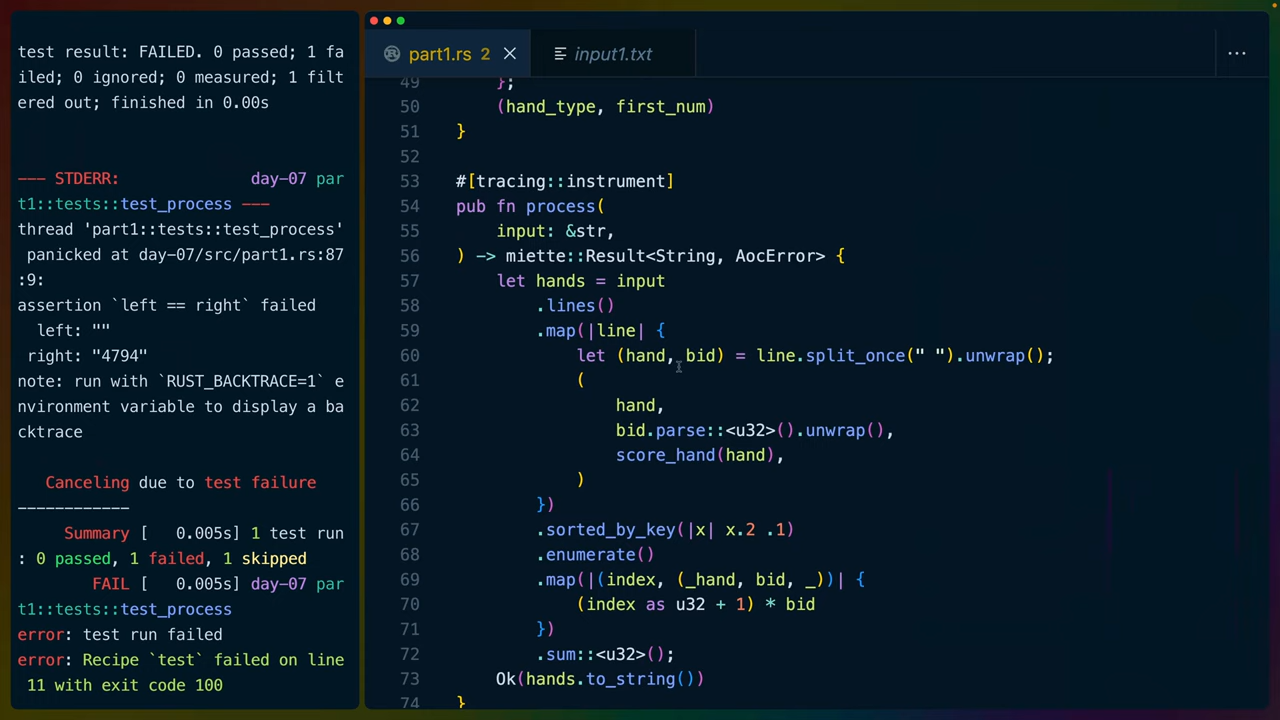 test result: FAILED. 0 passed; 1 fa
iled; 0 ignored; 0 measured; 1 filt
ered out; finished in 0.00s
--- STDERR: day-07 par
t1::tests::test_process ---
thread 'part1::tests::test_process'
panicked at day-07/src/part1.rs:87
:9:
assertion `left == right` failed
left: ""
right: "4794"
note: run with `RUST_BACKTRACE=1` e
nvironment variable to display a ba
cktrace
Canceling due to test failure
------------
Summary [ 0.005s] 1 test run
: 0 passed, 1 failed, 1 skipped
FAIL [ 0.005s] day-07 par
t1::tests::test_process
error: test run failed
error: Recipe `test` failed on line
11 with exit code 100
part1.rs 2
input1.txt
49 };
50 (hand_type, first_num)
51 }
52
53 #[tracing::instrument]
54 pub fn process(
55 input: &str,
56 ) -> miette::Result<String, AocError> {
57 let hands = input
58 .lines()
59 .map(|line| {
60 let (hand, bid) = line.split_once(" ").unwrap();
61 (
62 hand,
63 bid.parse::<u32>().unwrap(),
64 score_hand(hand),
65 )
66 })
67 .sorted_by_key(|x| x.2 .1)
68 .enumerate()
69 .map(|(index, (_hand, bid, _))| {
70 (index as u32 + 1) * bid
71 })
72 .sum::<u32>();
73 Ok(hands.to_string())
74 }